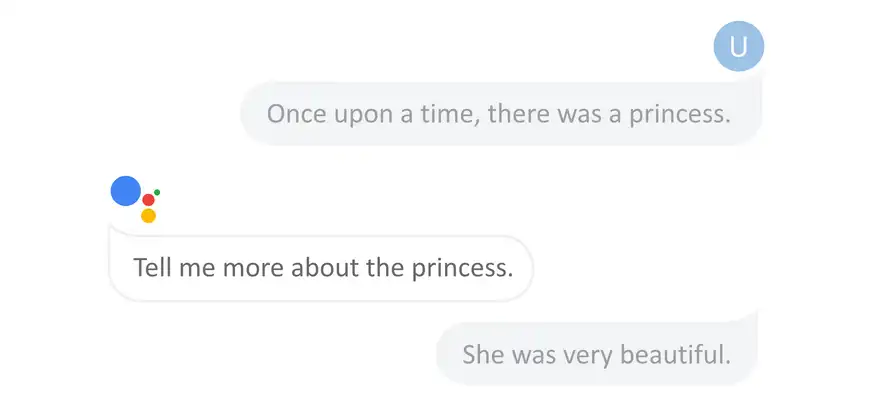 U
Once upon a time, there was a princess.
Tell me more about the princess.
She was very beautiful.